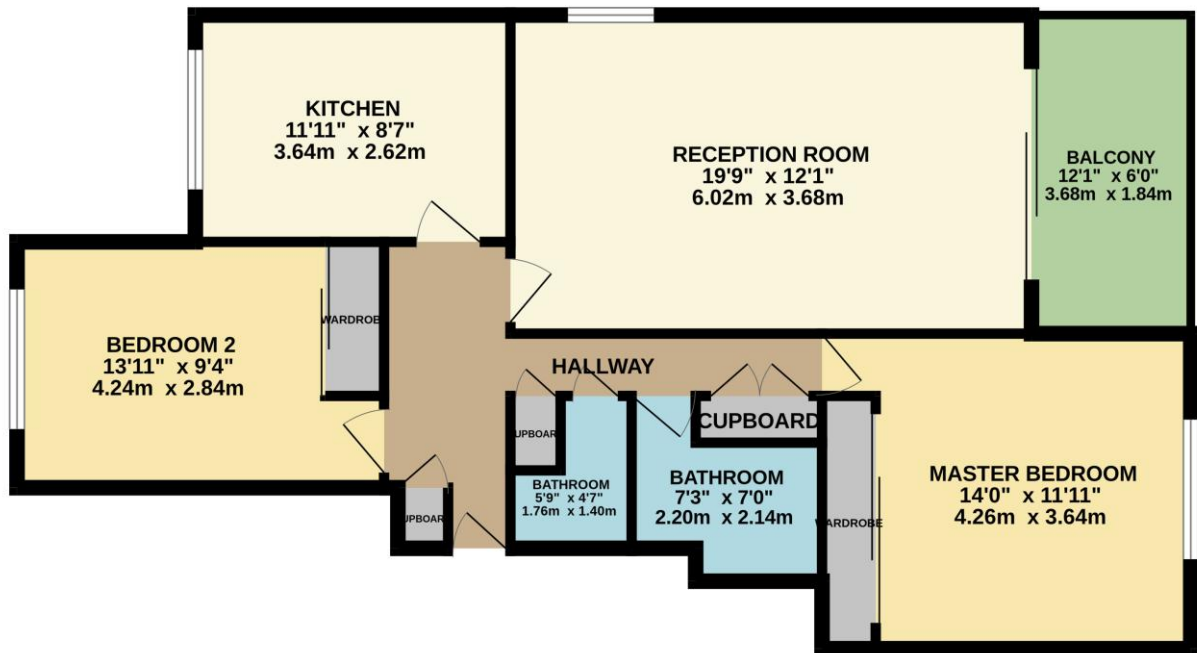 KITCHEN
11'11" x 8'7"
3.64m x 2.62m
RECEPTION ROOM
19'9" x 12'1"
6.02m x 3.68m
BALCONY
12'1" x 6'0"
3.68m x 1.84m
BEDROOM 2
13'11" x 9'4"
4.24m x 2.84m
WARDROBE
HALLWAY
UPBOAR
CUPBOARD
BATHROOM
5'9" x 4'7"
1.76m x 1.40m
BATHROOM
7'3" x 7'0"
2.20m x 2.14m
WARDROBE
MASTER BEDROOM
14'0" x 11'11"
4.26m x 3.64m
UPBOAR